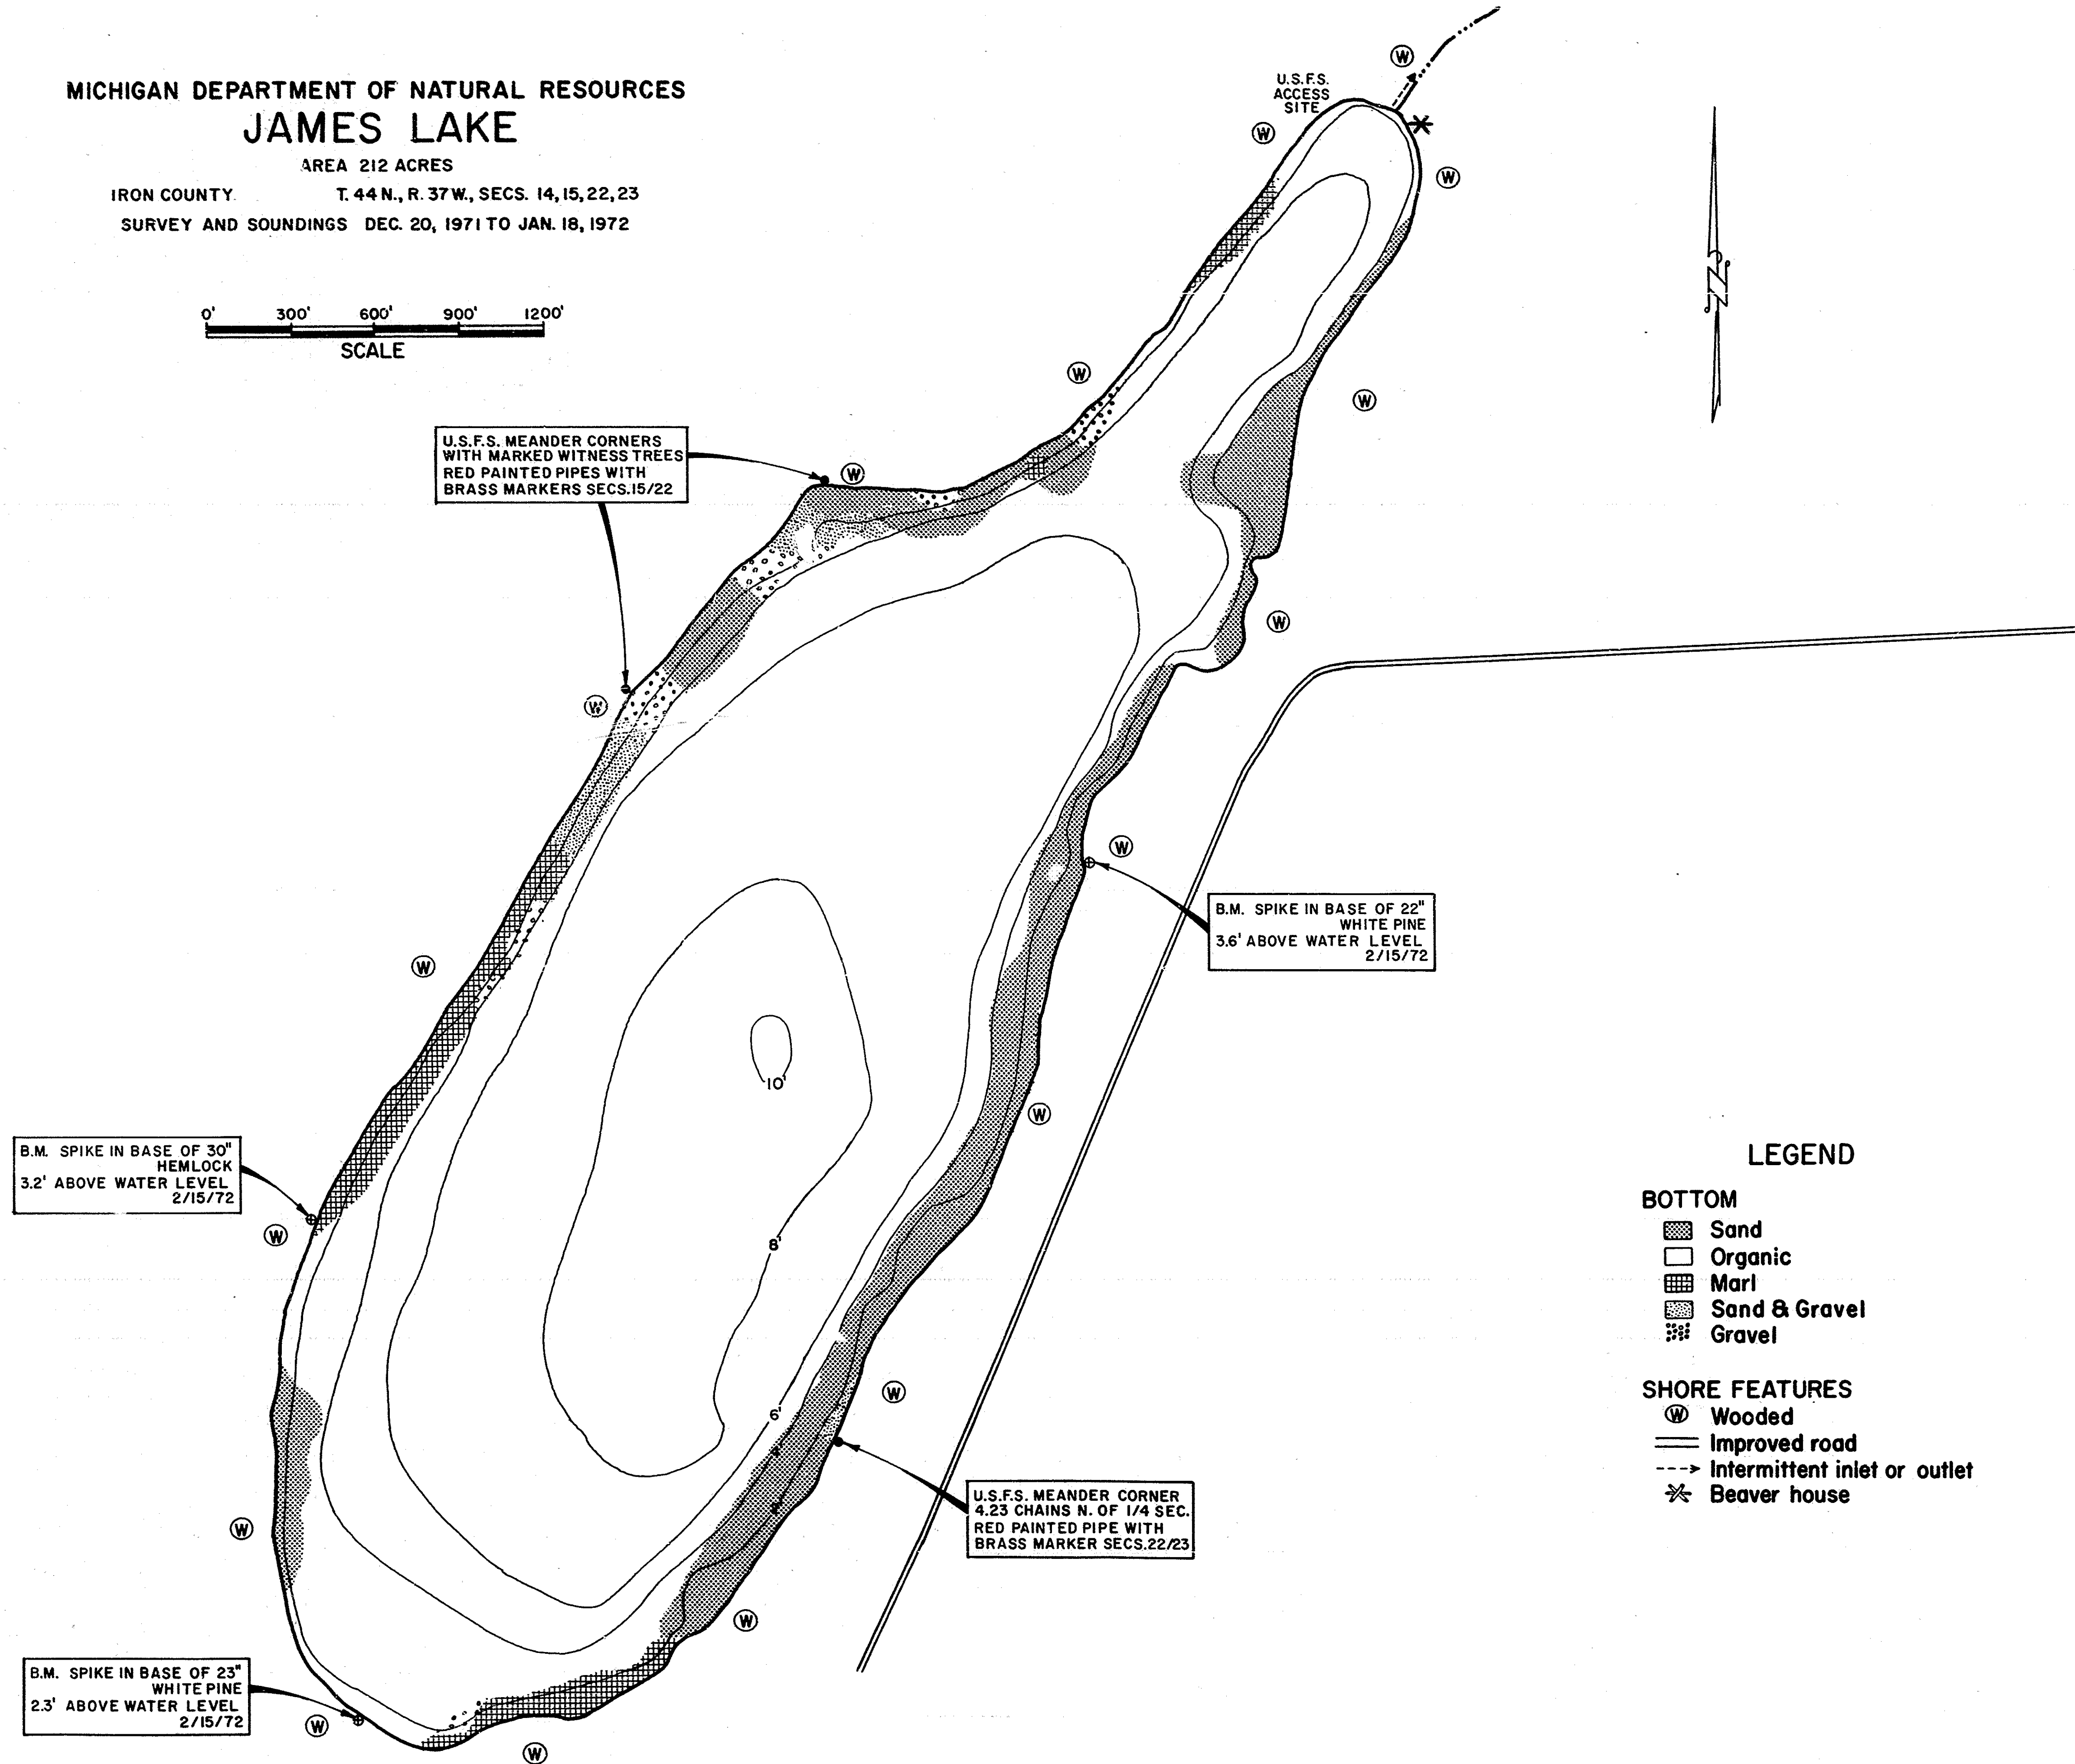 MICHIGAN DEPARTMENT OF NATURAL RESOURCES
JAMES LAKE
AREA 212 ACRES
IRON COUNTY T. 44 N., R. 37 W., SECS. 14, 15, 22, 23
SURVEY AND SOUNDINGS DEC. 20, 1971 TO JAN. 18, 1972
0' 300' 600' 900' 1200'
SCALE
U.S.F.S.
ACCESS
SITE
W
W
W
N
W
W
U.S.F.S. MEANDER CORNERS
WITH MARKED WITNESS TREES
RED PAINTED PIPES WITH
BRASS MARKERS SECS.15/22
W
W
W
W
B.M. SPIKE IN BASE OF 22"
WHITE PINE
3.6' ABOVE WATER LEVEL
2/15/72
W
10'
W
B.M. SPIKE IN BASE OF 30"
HEMLOCK
3.2' ABOVE WATER LEVEL
2/15/72
W
8'
W
6'
4'
2'
U.S.F.S. MEANDER CORNER
4.23 CHAINS N. OF 1/4 SEC.
RED PAINTED PIPE WITH
BRASS MARKER SECS.22/23
W
W
B.M. SPIKE IN BASE OF 23"
WHITE PINE
2.3' ABOVE WATER LEVEL
2/15/72
W
W
LEGEND
BOTTOM
Sand
Organic
Marl
Sand & Gravel
Gravel
SHORE FEATURES
W Wooded
Improved road
Intermittent inlet or outlet
Beaver house